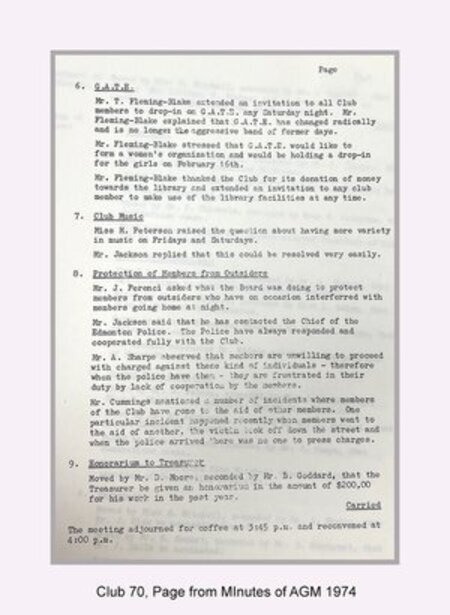 Page
6. G.A.T.E.
Mr. T. Fleming-Blake extended an invitation to all Club
members to drop-in on G.A.T.E. any Saturday night. Mr.
Fleming-Blake explained that G.A.T.E. has changed radically
and is no longer the aggressive band of former days.
Mr. Fleming-Blake stressed that G.A.T.E. would like to
form a women's organization and would be holding a drop-in
for the girls on February 16th.
Mr. Fleming-Blake thanked the Club for its donation of money
towards the library and extended an invitation to any club
member to make use of the library facilities at any time.
7. Club Music
Miss K. Peterson raised the question about having more variety
in music on Fridays and Saturdays.
Mr. Jackson replied that this could be resolved very easily.
8. Protection of Members from Outsiders
Mr. J. Ferenci asked what the Board was doing to protect
members from outsiders who have on occasion interferred with
members going home at night.
Mr. Jackson said that he has contacted the Chief of the
Edmonton Police. The Police have always responded and
cooperated fully with the Club.
Mr. A. Sharpe observed that members are unwilling to proceed
with charged against these kind of individuals - therefore
when the police have them - they are frustrated in their
duty by lack of cooperation by the members.
Mr. Cummings mentioned a number of incidents where members
of the Club have gone to the aid of other members. One
particular incident happened recently when members went to
the aid of another, the victim took off down the street and
when the police arrived there was no one to press charges.
9. Honorarium to Treasurer
Moved by Mr. D. Moore, seconded by Mr. B. Goddard, that the
Treasurer be given an honorarium in the amount of $200.00
for his work in the past year.
Carried
The meeting adjourned for coffee at 3:45 p.m. and reconvened at
4:00 p.m.
Club 70, Page from MInutes of AGM 1974